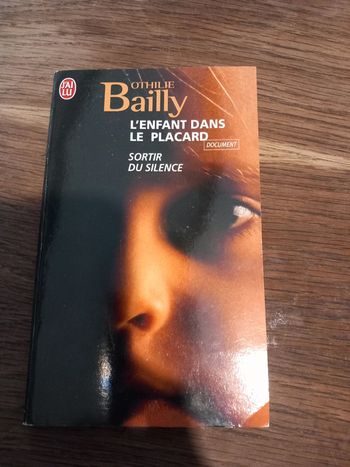 J'AI
LU
OTHILIE
Bailly
L'ENFANT DANS
LE PLACARD
DOCUMENT
SORTIR
DU SILENCE